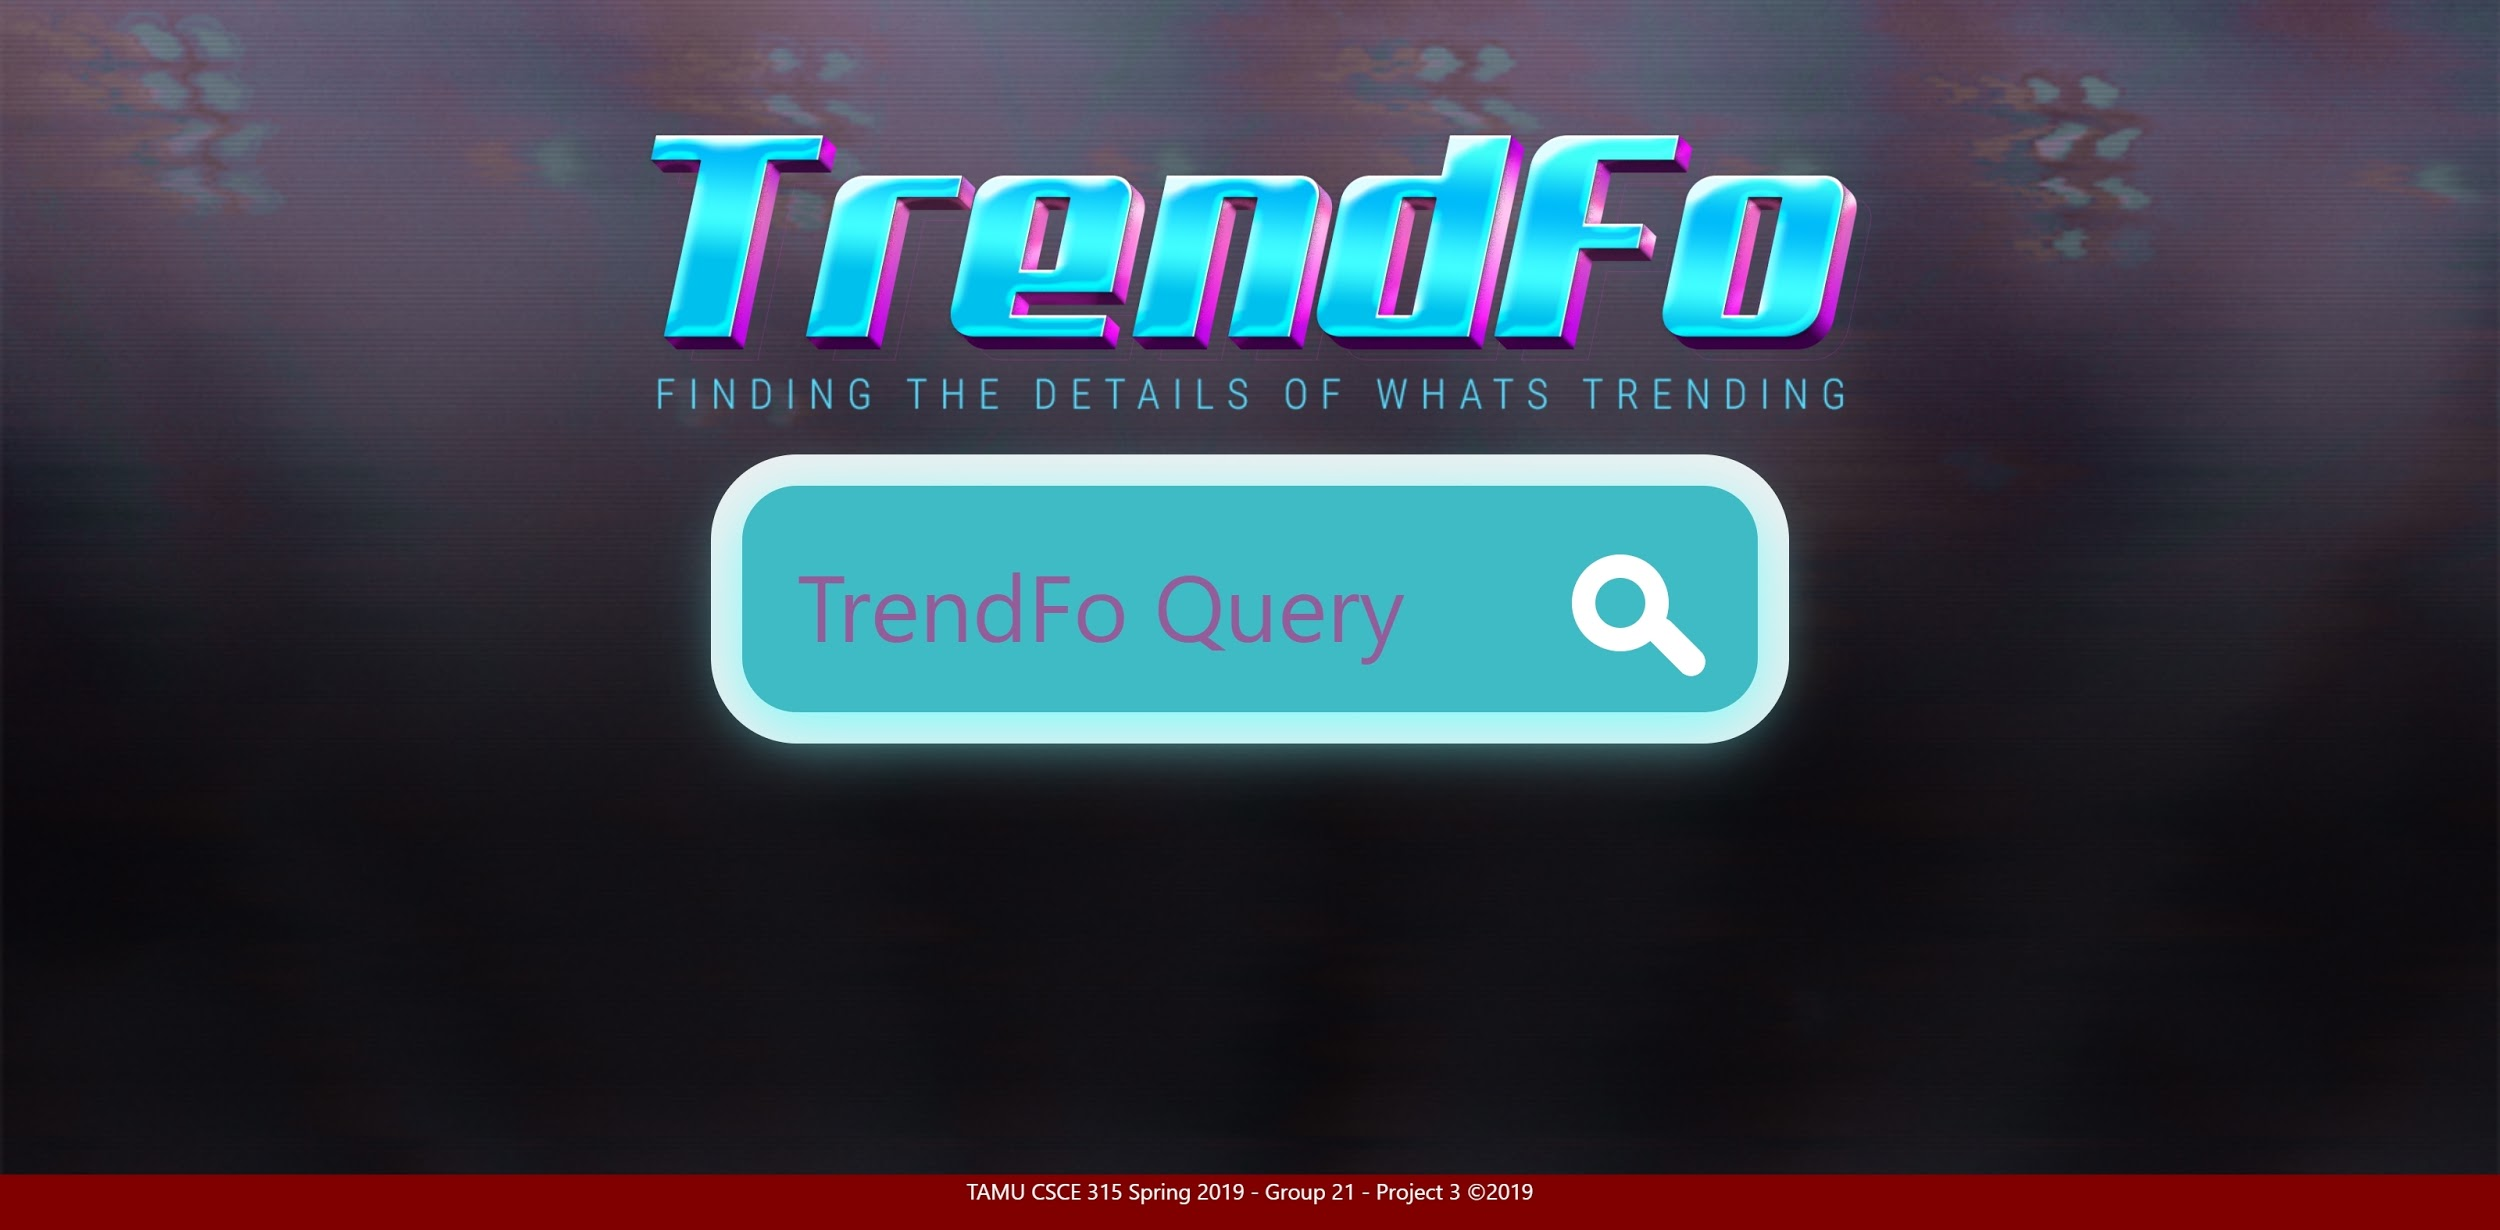 TrendFo
FINDING THE DETAILS OF WHATS TRENDING
TrendFo Query
TAMU CSCE 315 Spring 2019 - Group 21 - Project 3 ©2019